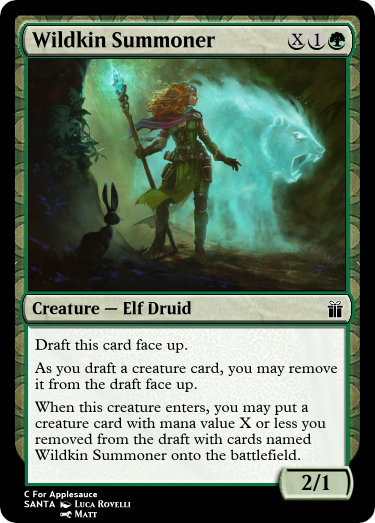 Wildkin Summoner X 1
Creature — Elf Druid
Draft this card face up.
As you draft a creature card, you may remove
it from the draft face up.
When this creature enters, you may put a
creature card with mana value X or less you
removed from the draft with cards named
Wildkin Summoner onto the battlefield.
2/1
C For Applesauce
SANTA Luca Rovelli
Matt